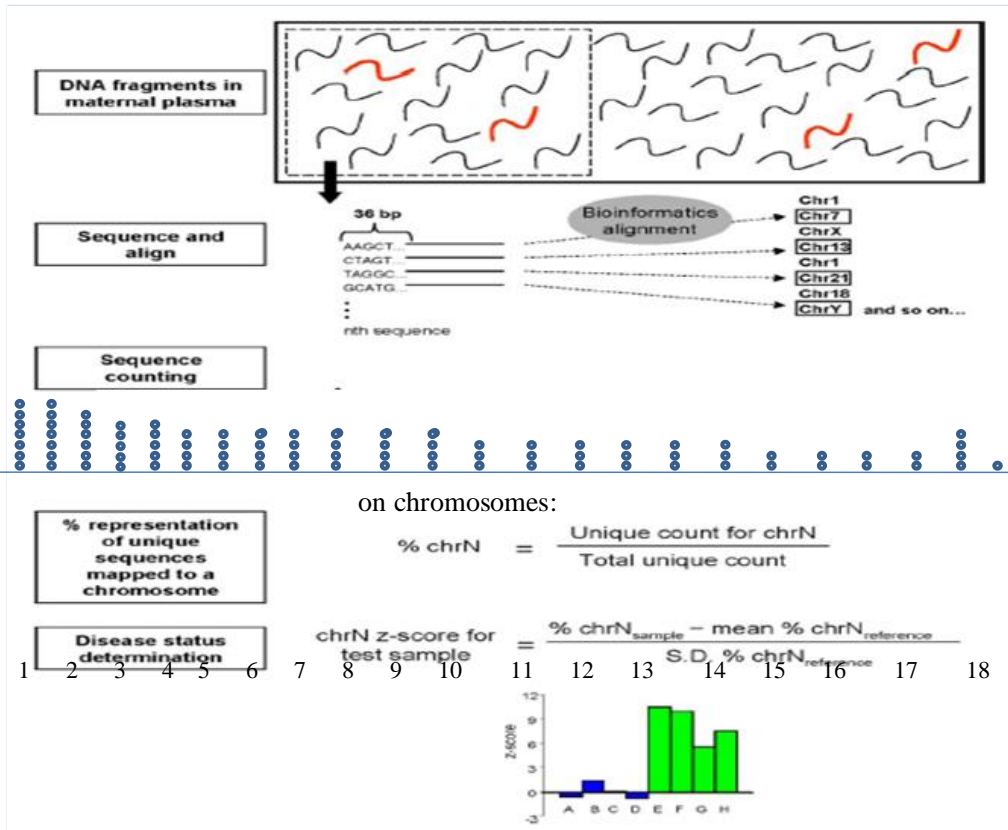 DNA fragments in
maternal plasma
Sequence and
align
36 bp
AAGCT...
CTAGT...
TAGGC...
GCATG...
nth sequence
Bioinformatics
alignment
Chr1
Chr7
ChrX
Chr13
Chr1
Chr21
Chr18
ChrY and so on...
Sequence
counting
on chromosomes:
% representation
of unique
sequences
mapped to a
chromosome
% chrN = Unique count for chrN
Total unique count
Disease status
determination
chrN z-score for
test sample
= % chrNsample – mean % chrNreference
S.D. % chrNreference
1 2 3 4 5 6 7 8 9 10 11 12 13 14 15 16 17 18
z-score
12
9
6
3
0
-3
A B C D E F G H